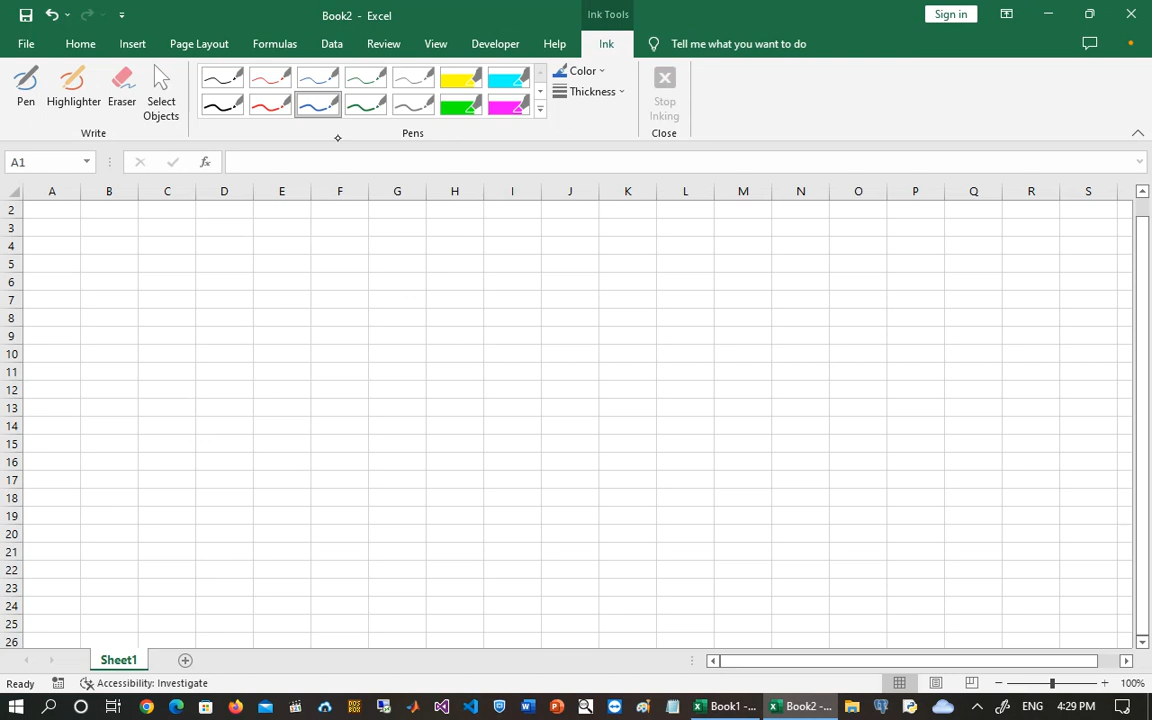 Book2 - Excel
Ink Tools
Sign in
File Home Insert Page Layout Formulas Data Review View Developer Help Ink Tell me what you want to do
Pen Highlighter Eraser Select Objects
Color
Thickness
Stop Inking
Write Pens Close
A1 fx
A B C D E F G H I J K L M N O P Q R S
2
3
4
5
6
7
8
9
10
11
12
13
14
15
16
17
18
19
20
21
22
23
24
25
26
Sheet1
Ready Accessibility: Investigate 100%
Book1 -... Book2 -... ENG 4:29 PM